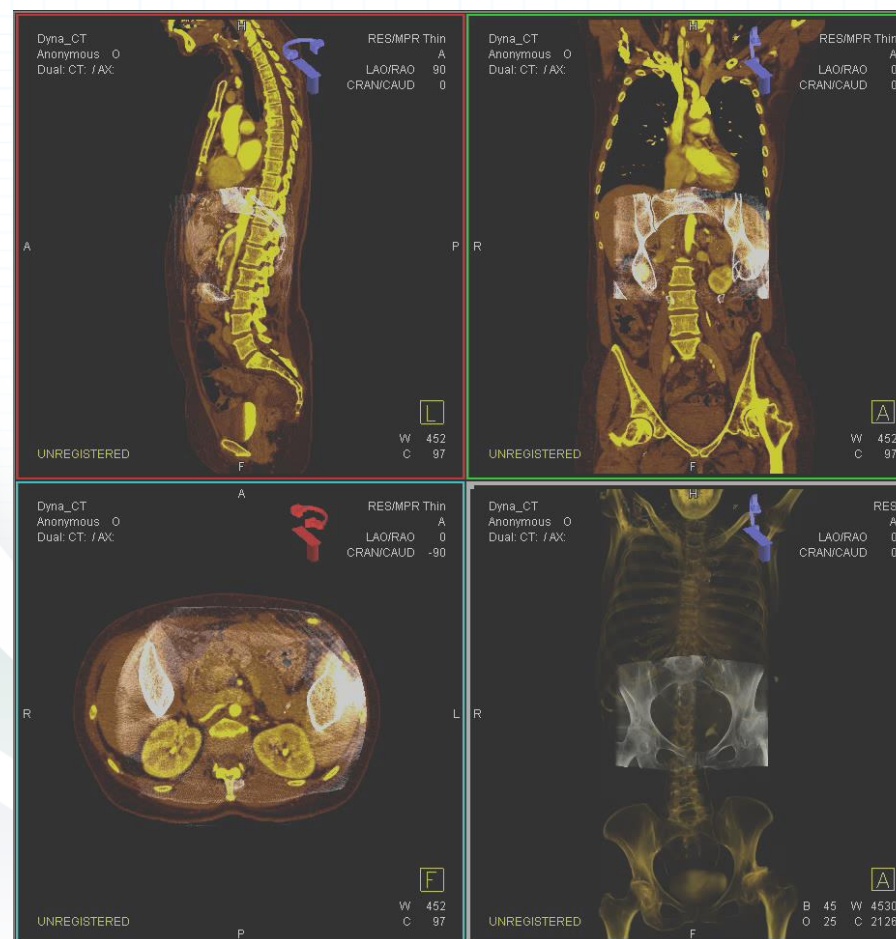 H
Dyna_CT
Anonymous O
Dual: CT: / AX:
RES/MPR Thin
A
LAO/RAO 90
CRAN/CAUD 0
A
P
L
W 452
C 97
UNREGISTERED
F
H
Dyna_CT
Anonymous O
Dual: CT: / AX:
RES/MPR Thin
A
LAO/RAO 0
CRAN/CAUD 0
R
A
W 452
C 97
UNREGISTERED
F
A
Dyna_CT
Anonymous O
Dual: CT: / AX:
RES/MPR Thin
A
LAO/RAO 0
CRAN/CAUD -90
R
L
F
W 452
C 97
UNREGISTERED
P
H
Dyna_CT
Anonymous O
Dual: CT: / AX:
RES
A
LAO/RAO 0
CRAN/CAUD 0
R
A
B 45 W 4530
O 25 C 2126
UNREGISTERED
F